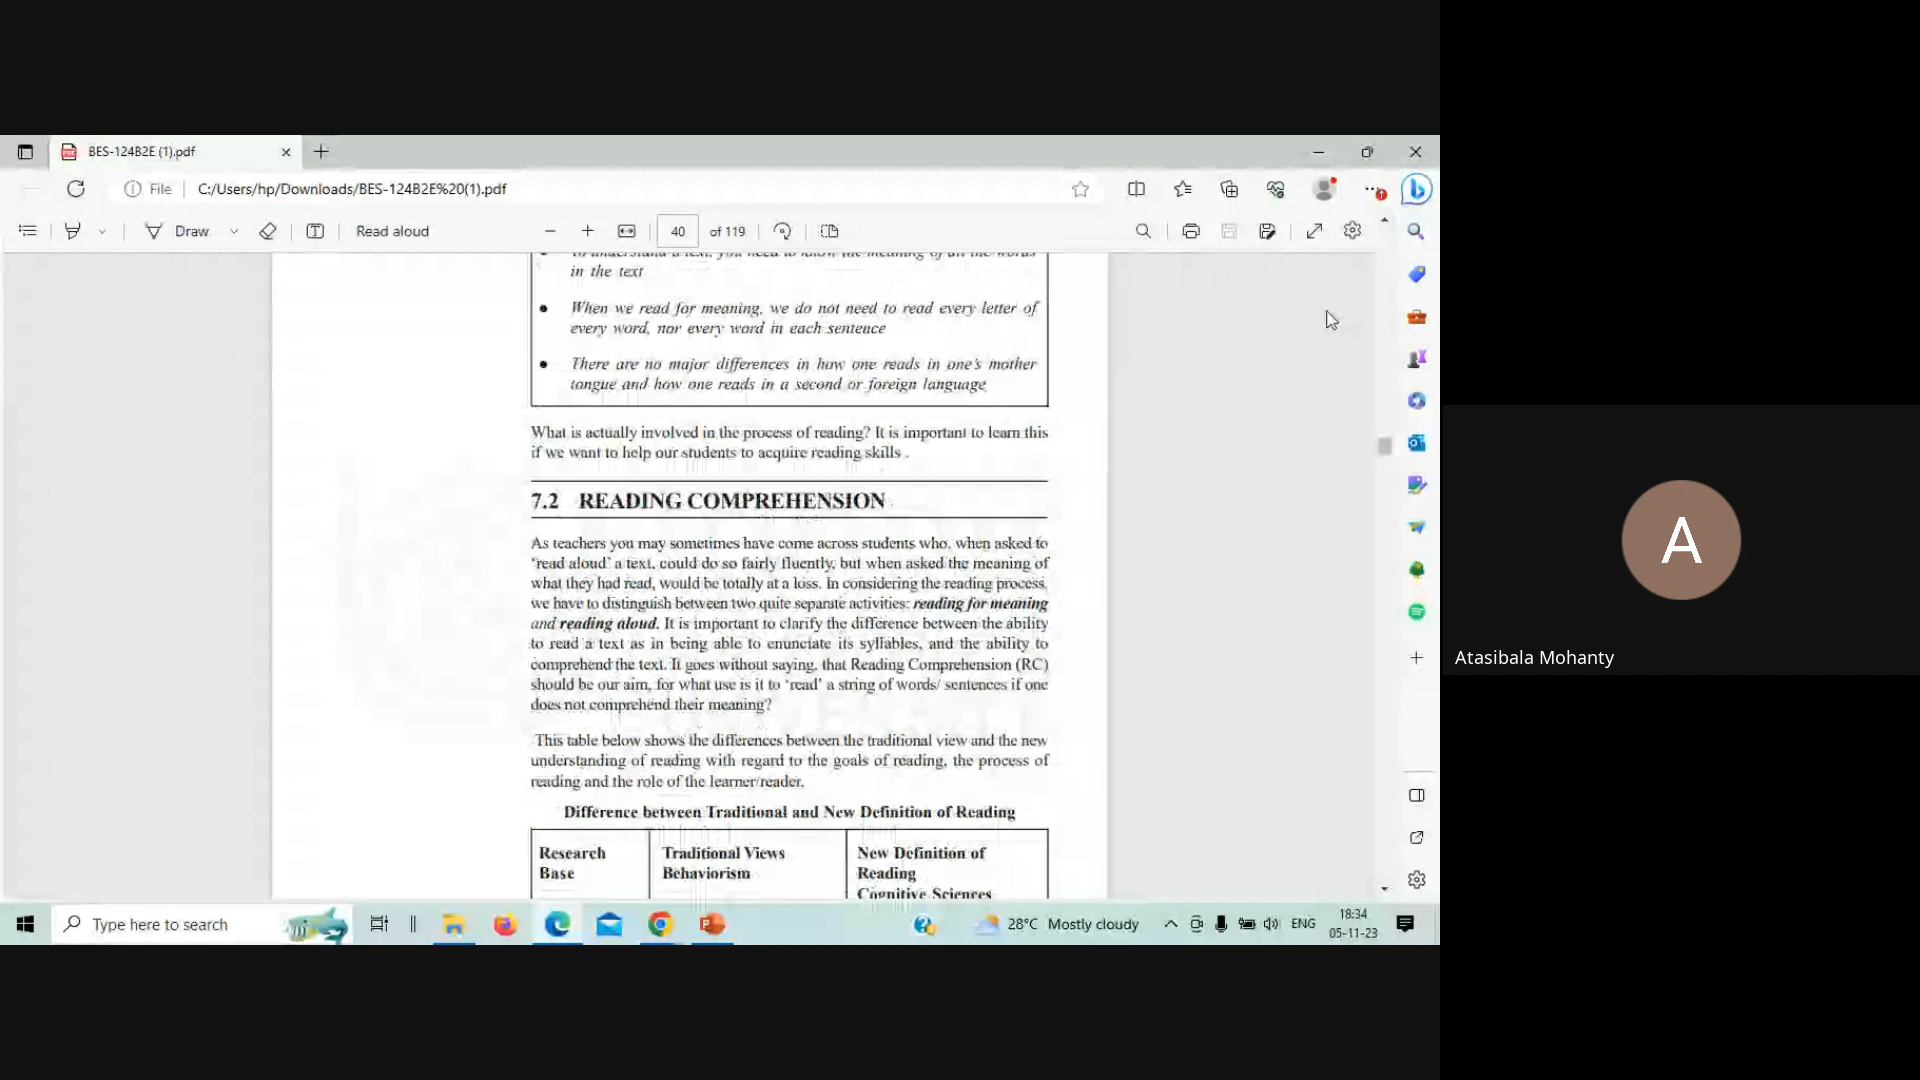 BES-124B2E (1).pdf
File C:/Users/hp/Downloads/BES-124B2E%20(1).pdf
Draw Read aloud 40 of 119
To understand a text, you need to know the meaning of all the words
in the text
• When we read for meaning, we do not need to read every letter of
every word, nor every word in each sentence
• There are no major differences in how one reads in one's mother
tongue and how one reads in a second or foreign language
What is actually involved in the process of reading? It is important to learn this
if we want to help our students to acquire reading skills .
7.2 READING COMPREHENSION
As teachers you may sometimes have come across students who, when asked to
'read aloud' a text, could do so fairly fluently, but when asked the meaning of
what they had read, would be totally at a loss. In considering the reading process,
we have to distinguish between two quite separate activities: reading for meaning
and reading aloud. It is important to clarify the difference between the ability
to read a text as in being able to enunciate its syllables, and the ability to
comprehend the text. It goes without saying, that Reading Comprehension (RC)
should be our aim, for what use is it to 'read' a string of words/ sentences if one
does not comprehend their meaning?
This table below shows the differences between the traditional view and the new
understanding of reading with regard to the goals of reading, the process of
reading and the role of the learner/reader.
Difference between Traditional and New Definition of Reading
Research
Base
Traditional Views
Behaviorism
New Definition of
Reading
Cognitive Sciences
A
Atasibala Mohanty
Type here to search
28°C Mostly cloudy
ENG
18:34
05-11-23